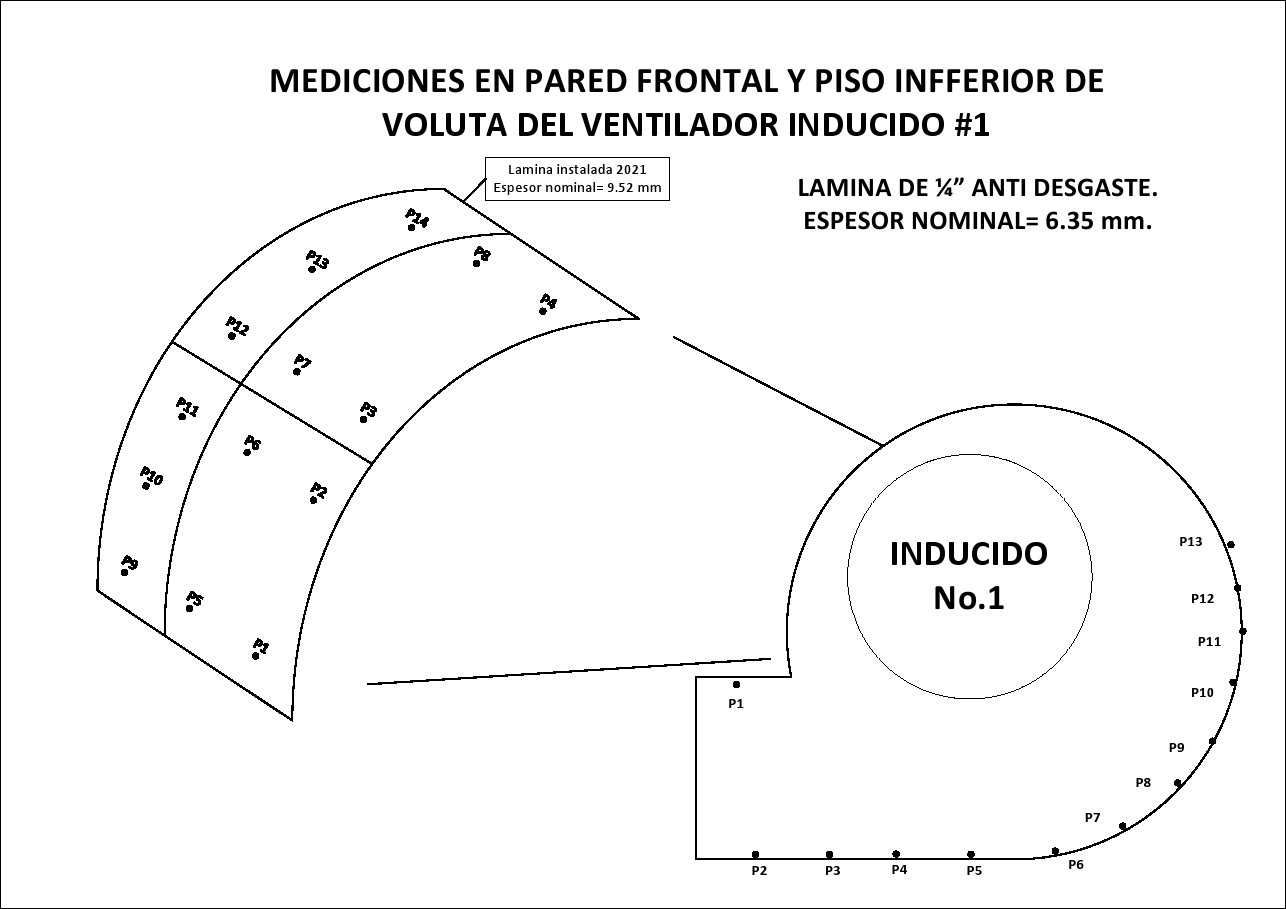 MEDICIONES EN PARED FRONTAL Y PISO INFFERIOR DE
VOLUTA DEL VENTILADOR INDUCIDO #1
Lamina instalada 2021
Espesor nominal= 9.52 mm
LAMINA DE ¼” ANTI DESGASTE.
ESPESOR NOMINAL= 6.35 mm.
P14
P13
P8
P12
P4
P7
P11
P3
P6
P10
P2
P9
P5
P1
INDUCIDO
No.1
P13
P12
P11
P10
P1
P9
P8
P7
P6
P2
P3
P4
P5